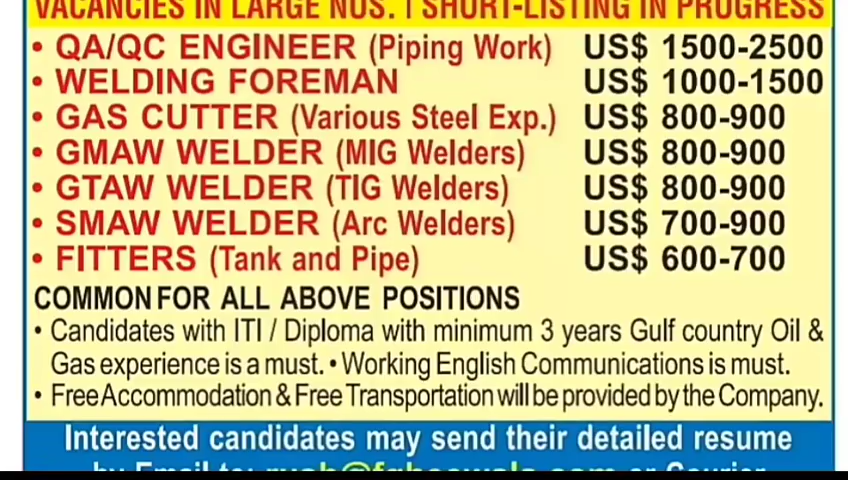 VACANCIES IN LARGE NOS. | SHORT-LISTING IN PROGRESS
• QA/QC ENGINEER (Piping Work) US$ 1500-2500
• WELDING FOREMAN US$ 1000-1500
• GAS CUTTER (Various Steel Exp.) US$ 800-900
• GMAW WELDER (MIG Welders) US$ 800-900
• GTAW WELDER (TIG Welders) US$ 800-900
• SMAW WELDER (Arc Welders) US$ 700-900
• FITTERS (Tank and Pipe) US$ 600-700
COMMON FOR ALL ABOVE POSITIONS
• Candidates with ITI / Diploma with minimum 3 years Gulf country Oil &
Gas experience is a must. • Working English Communications is must.
• Free Accommodation & Free Transportation will be provided by the Company.
Interested candidates may send their detailed resume
by Email to: or Courier